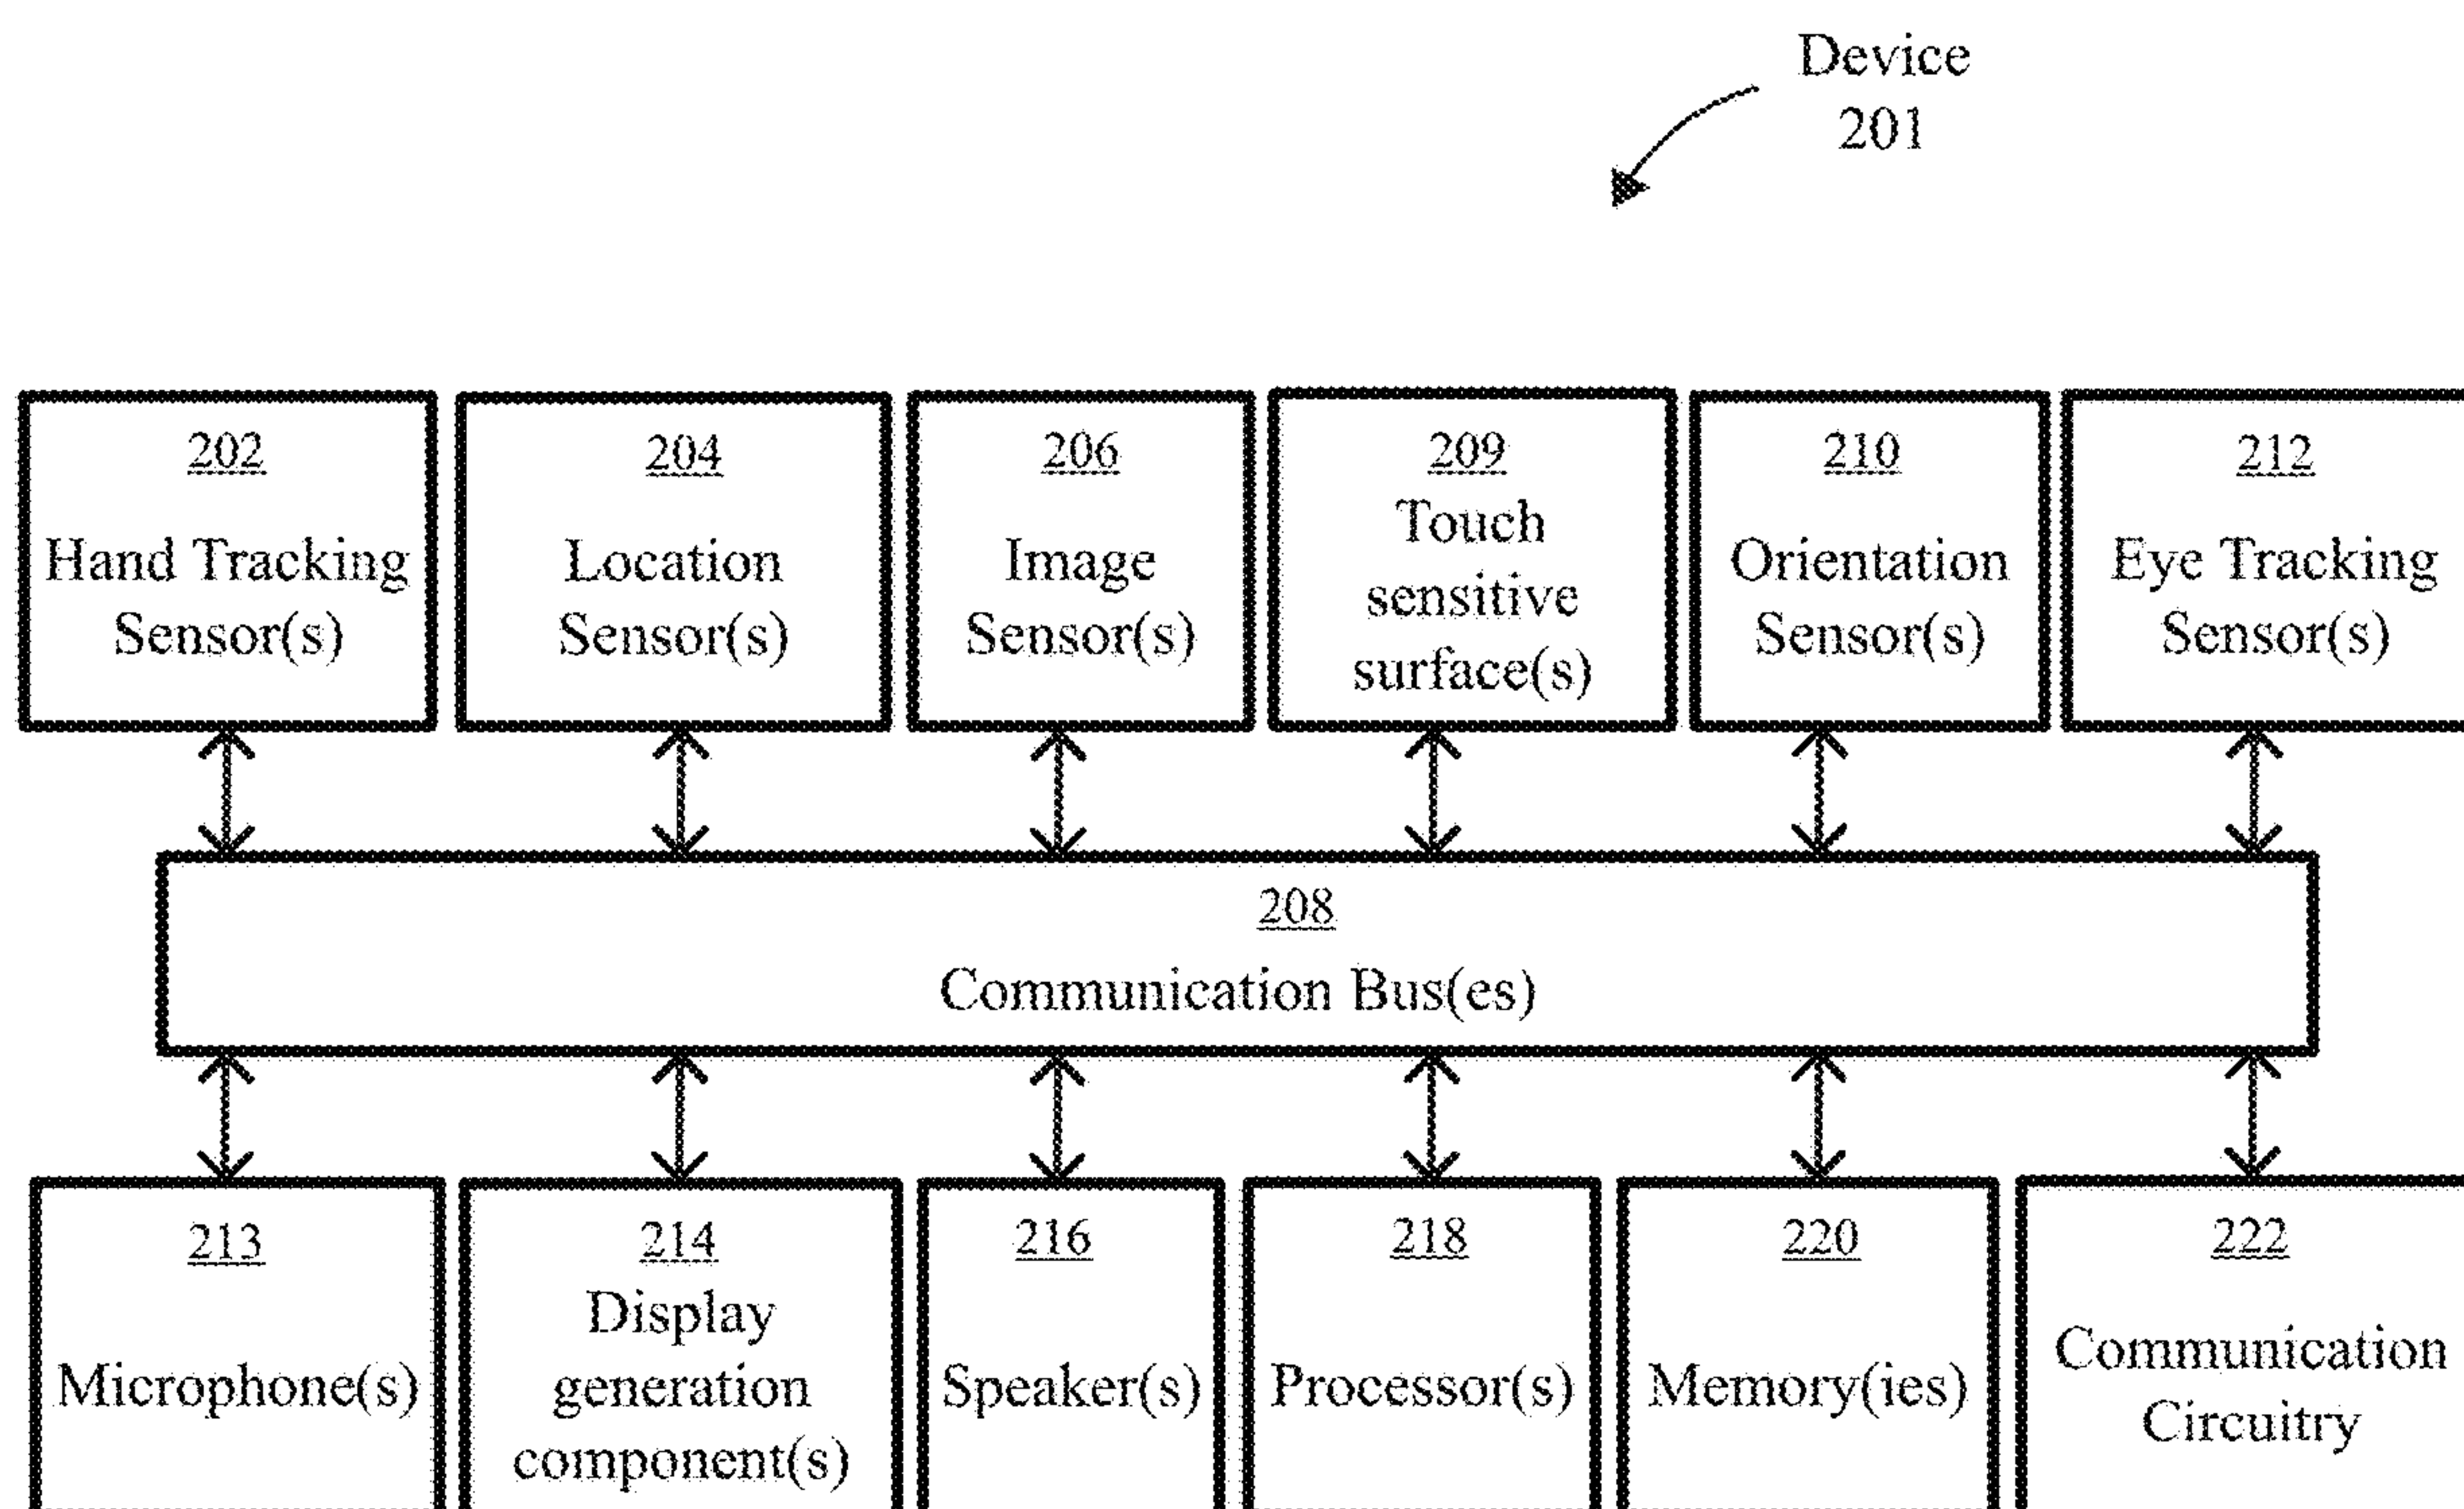 Device
201
202
Hand Tracking
Sensor(s)
204
Location
Sensor(s)
206
Image
Sensor(s)
209
Touch
sensitive
surface(s)
210
Orientation
Sensor(s)
212
Eye Tracking
Sensor(s)
208
Communication Bus(es)
213
Microphone(s)
214
Display
generation
component(s)
216
Speaker(s)
218
Processor(s)
220
Memory(ies)
222
Communication
Circuitry